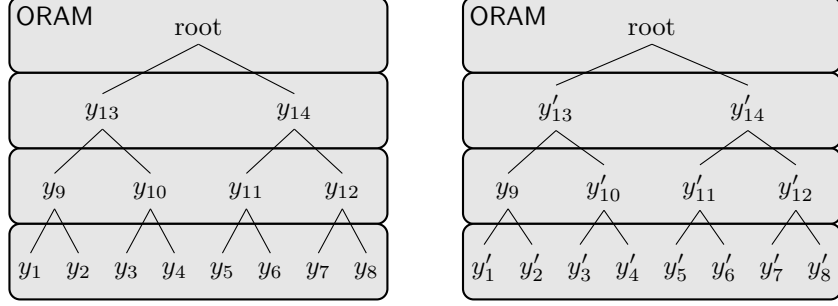 ORAM root ORAM root
y₁₃ y₁₄ y′₁₃ y′₁₄
y₉ y₁₀ y₁₁ y₁₂ y₉ y′₁₀ y′₁₁ y′₁₂
y₁ y₂ y₃ y₄ y₅ y₆ y₇ y₈ y′₁ y′₂ y′₃ y′₄ y′₅ y′₆ y′₇ y′₈